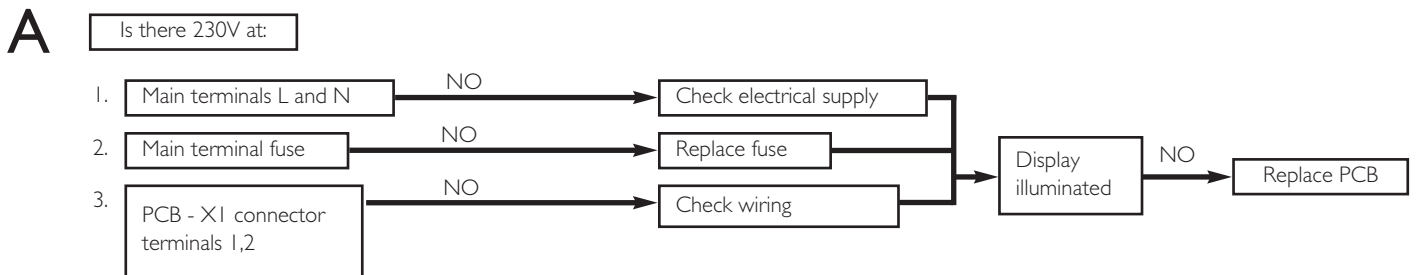 A
Is there 230V at:
1. Main terminals L and N NO Check electrical supply
2. Main terminal fuse NO Replace fuse
3. PCB - X1 connector
terminals 1,2
NO Check wiring
Display
illuminated
NO Replace PCB